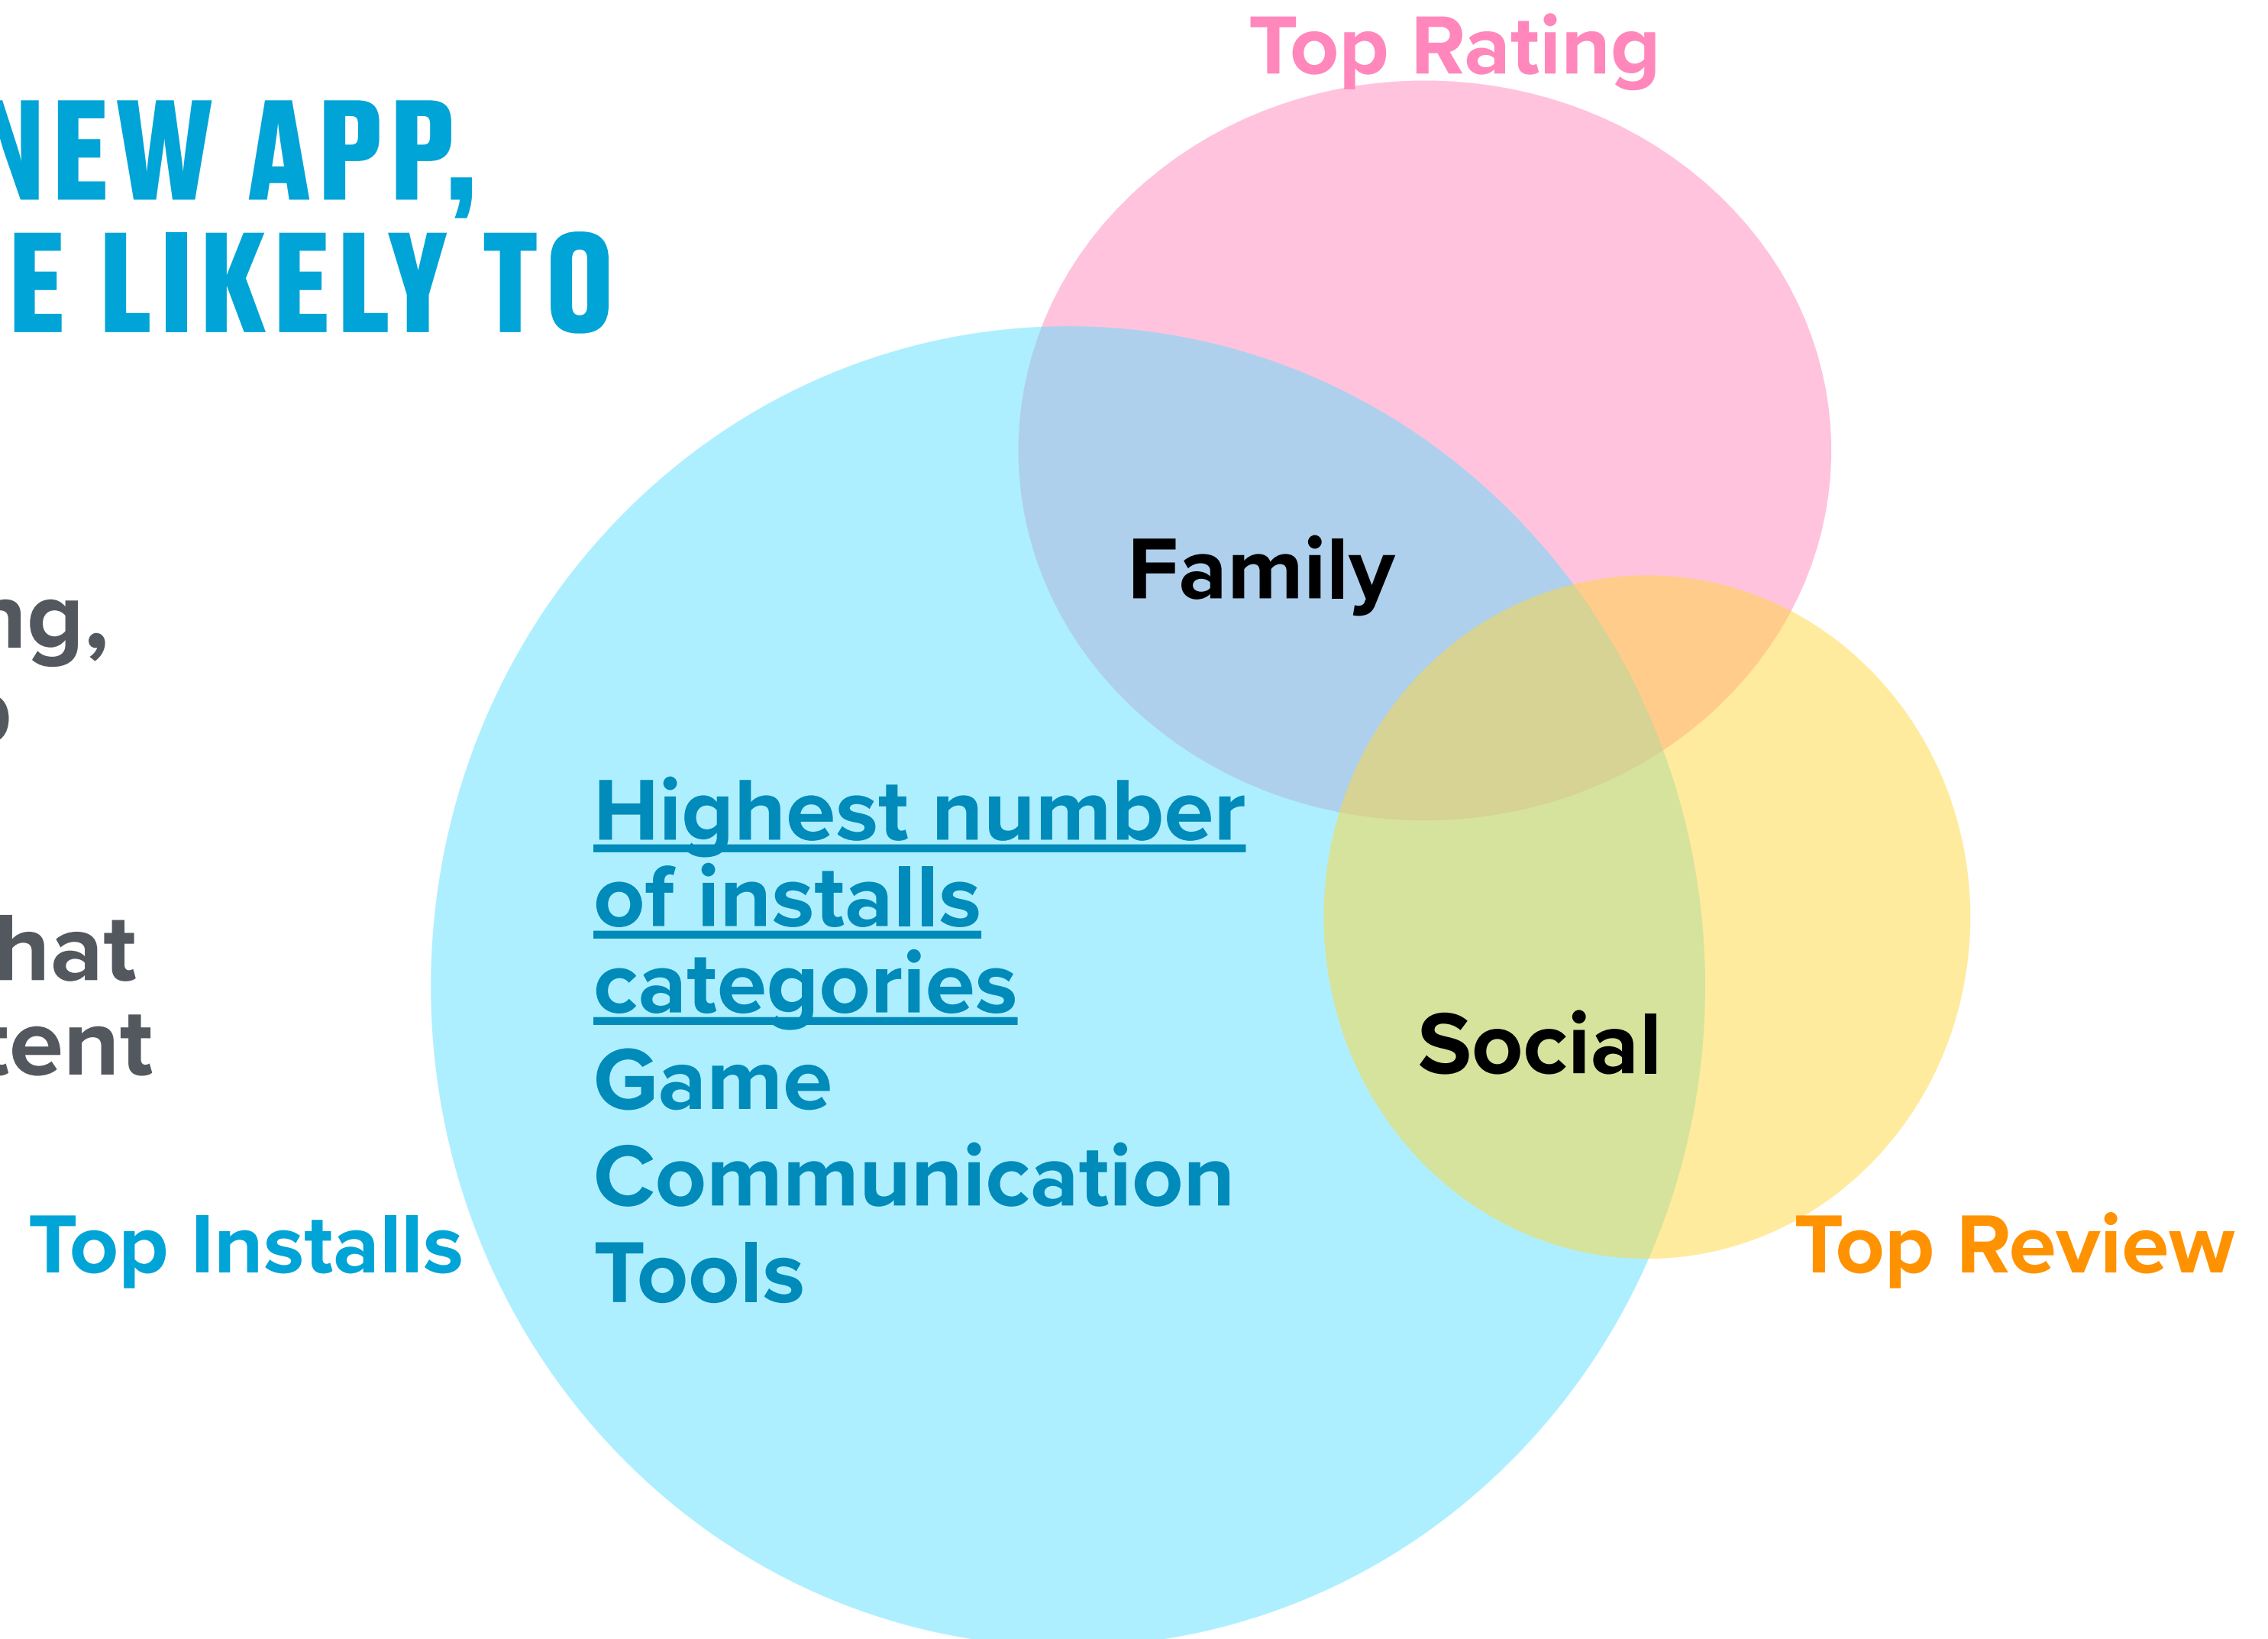 Top Rating
NEW APP,
E LIKELY TO
Family
ng,
Highest number
of installs
hat
categories
tent
Social
Game
Communication
Top Installs
Top Review
Tools